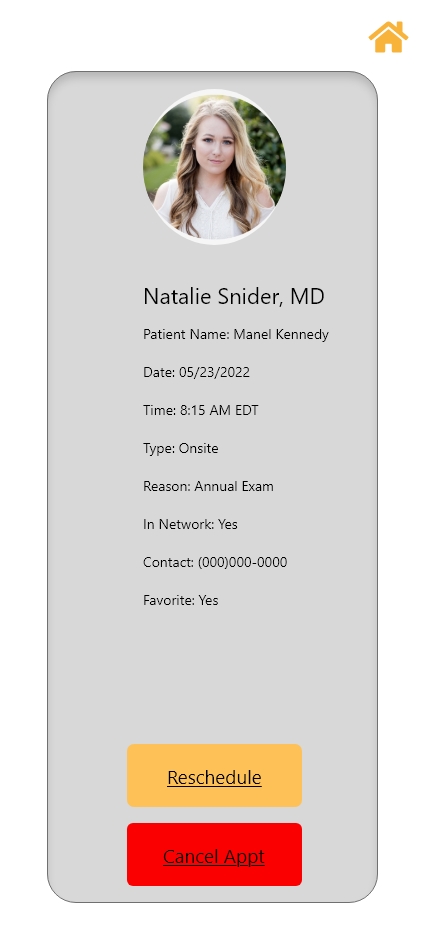 Natalie Snider, MD
Patient Name: Manel Kennedy
Date: 05/23/2022
Time: 8:15 AM EDT
Type: Onsite
Reason: Annual Exam
In Network: Yes
Contact: (000)000-0000
Favorite: Yes
Reschedule
Cancel Appt